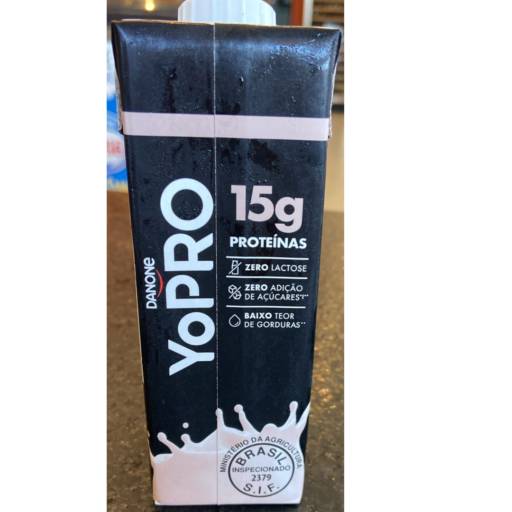 DANONE
YoPRO
15g
PROTEÍNAS
ZERO LACTOSE
ZERO ADIÇÃO
DE AÇÚCARES*¹*
BAIXO TEOR
DE GORDURAS**
MINISTÉRIO DA AGRICULTURA
BRASIL
INSPECIONADO
2379
S.I.F.